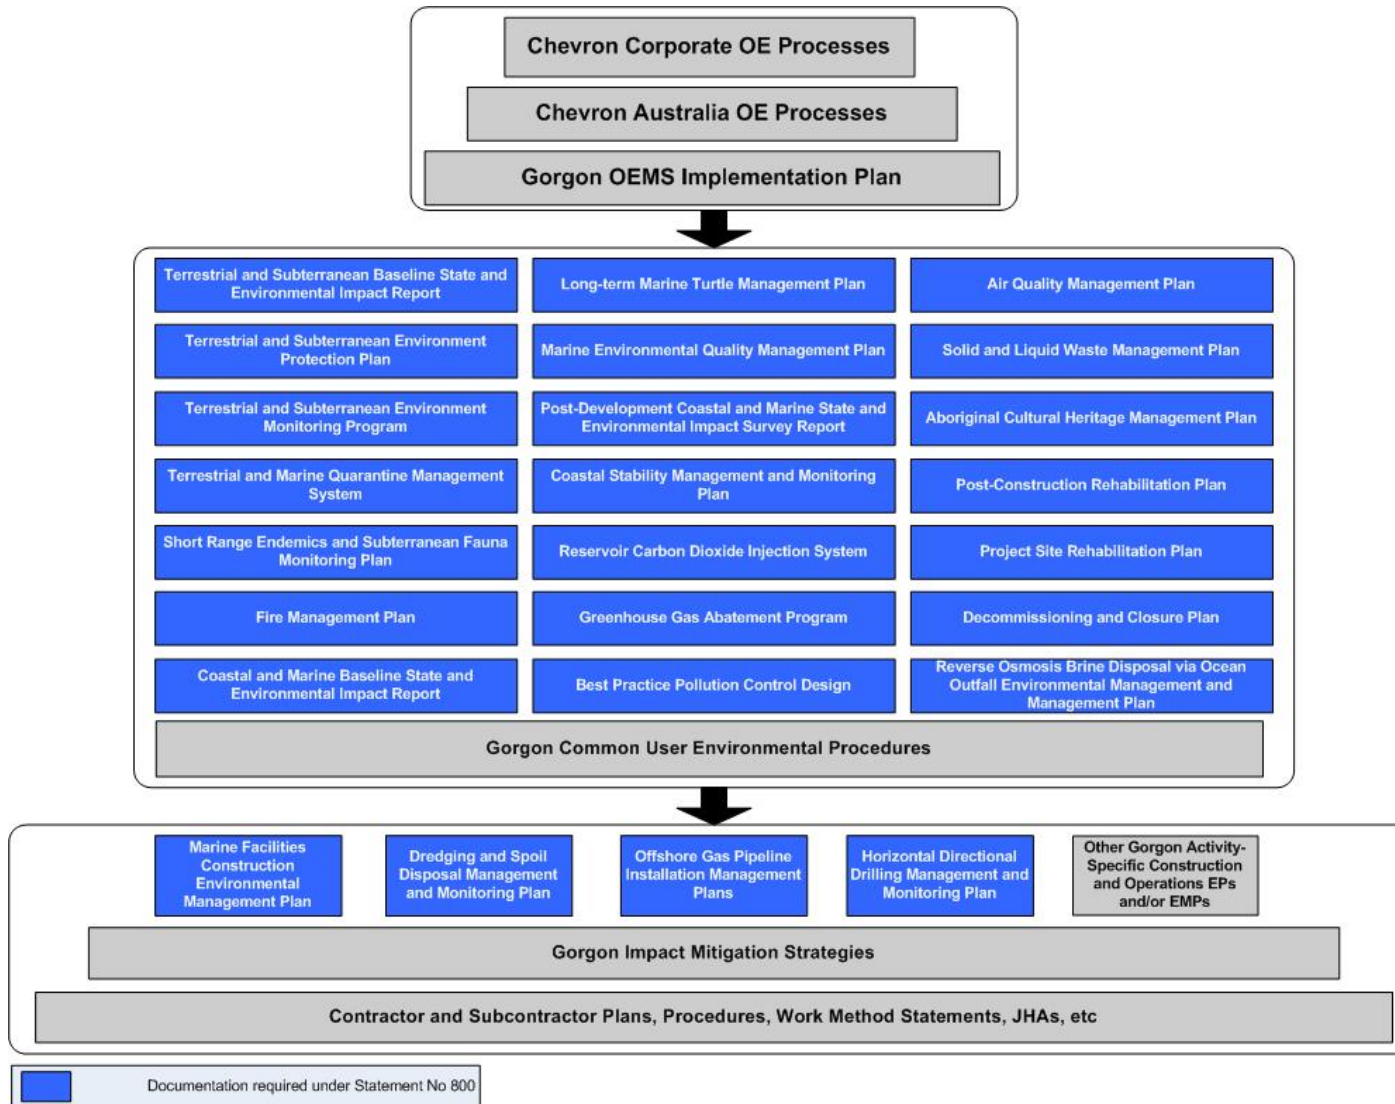 Chevron Corporate OE Processes
Chevron Australia OE Processes
Gorgon OEMS Implementation Plan
Terrestrial and Subterranean Baseline State and
Environmental Impact Report
Long-term Marine Turtle Management Plan
Air Quality Management Plan
Terrestrial and Subterranean Environment
Protection Plan
Marine Environmental Quality Management Plan
Solid and Liquid Waste Management Plan
Terrestrial and Subterranean Environment
Monitoring Program
Post-Development Coastal and Marine State and
Environmental Impact Survey Report
Aboriginal Cultural Heritage Management Plan
Terrestrial and Marine Quarantine Management
System
Coastal Stability Management and Monitoring
Plan
Post-Construction Rehabilitation Plan
Short Range Endemics and Subterranean Fauna
Monitoring Plan
Reservoir Carbon Dioxide Injection System
Project Site Rehabilitation Plan
Fire Management Plan
Greenhouse Gas Abatement Program
Decommissioning and Closure Plan
Coastal and Marine Baseline State and
Environmental Impact Report
Best Practice Pollution Control Design
Reverse Osmosis Brine Disposal via Ocean
Outfall Environmental Management and
Management Plan
Gorgon Common User Environmental Procedures
Marine Facilities
Construction
Environmental
Management Plan
Dredging and Spoil
Disposal Management
and Monitoring Plan
Offshore Gas Pipeline
Installation Management
Plans
Horizontal Directional
Drilling Management and
Monitoring Plan
Other Gorgon Activity-
Specific Construction
and Operations EPs
and/or EMPs
Gorgon Impact Mitigation Strategies
Contractor and Subcontractor Plans, Procedures, Work Method Statements, JHAs, etc
Documentation required under Statement No 800